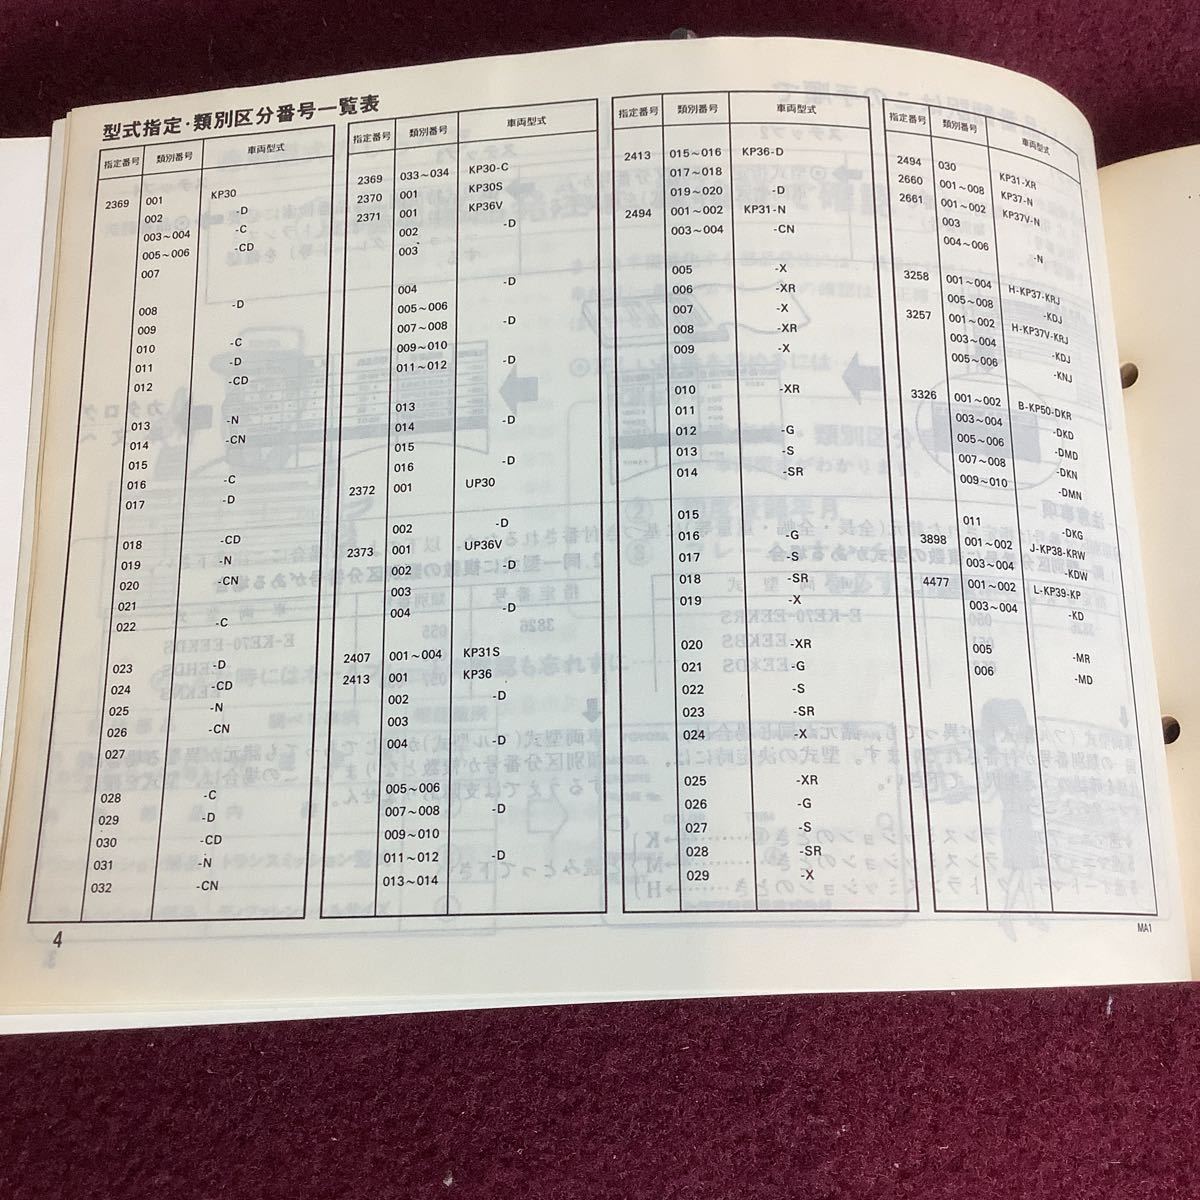 型式指定・類別区分番号一覧表
指定番号 類別番号 車両型式
2369 001 KP30
002 -D
003～004 -C
005～006 -CD
007
008 -D
009
010 -C
011 -D
012 -CD
013 -N
014 -CN
015
016 -C
017 -D
018 -CD
019 -N
020 -CN
021
022 -C
023 -D
024 -CD
025 -N
026 -CN
027
028 -C
029 -D
030 -CD
031 -N
032 -CN
指定番号 類別番号 車両型式
2369 033～034 KP30-C
2370 001 KP30S
2371 001 KP36V
002 -D
003
004 -D
005～006
007～008 -D
009～010
011～012 -D
013
014 -D
015
016 -D
2372 001 UP30
002 -D
2373 001 UP36V
002 -D
003
004 -D
2407 001～004 KP31S
2413 001 KP36
002 -D
003
004 -D
005～006
007～008 -D
009～010
011～012 -D
013～014
指定番号 類別番号 車両型式
2413 015～016 KP36-D
017～018
019～020 -D
2494 001～002 KP31-N
003～004 -CN
005 -X
006 -XR
007 -X
008 -XR
009 -X
010 -XR
011
012 -G
013 -S
014 -SR
015
016 -G
017 -S
018 -SR
019 -X
020 -XR
021 -G
022 -S
023 -SR
024 -X
025 -XR
026 -G
027 -S
028 -SR
029 -X
指定番号 類別番号 車両型式
2494 030 KP31-XR
2660 001～008 KP37-N
2661 001～002 KP37V-N
003
004～006 -N
3258 001～004 H-KP37-KRJ
005～008 -KDJ
3257 001～002 H-KP37V-KRJ
003～004 -KDJ
005～006 -KNJ
3326 001～002 B-KP50-DKR
003～004 -DKD
005～006 -DMD
007～008 -DKN
009～010 -DMN
011 -DKG
3898 001～002 J-KP38-KRW
003～004 -KDW
4477 001～002 L-KP39-KP
003～004 -KD
005 -MR
006 -MD
4
MA1